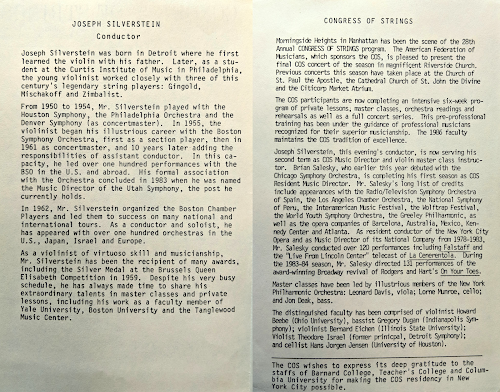 JOSEPH SILVERSTEIN
Conductor
Joseph Silverstein was born in Detroit where he first
learned the violin with his father. Later, as a stu-
dent at the Curtis Institute of Music in Philadelphia,
the young violinist worked closely with three of this
century's legendary string players: Gingold,
Mischakoff and Zimbalist.
From 1950 to 1954, Mr. Silverstein played with the
Houston Symphony, the Philadelphia Orchestra and the
Denver Symphony (as concertmaster). In 1955, the
violinist began his illustrious career with the Boston
Symphony Orchestra, first as a section player, then in
1961 as concertmaster, and 10 years later adding the
responsibilities of assistant conductor. In this ca-
pacity, he led over one hundred performances with the
BSO in the U.S. and abroad. His formal association
with the Orchestra concluded in 1983 when he was named
the Music Director of the Utah Symphony, the post he
currently holds.
In 1962, Mr. Silverstein organized the Boston Chamber
Players and led them to success on many national and
international tours. As a conductor and soloist, he
has appeared with over one hundred orchestras in the
U.S., Japan, Israel and Europe.
As a violinist of virtuoso skill and musicianship,
Mr. Silverstein has been the recipient of many awards,
including the Silver Medal at the Brussels Queen
Elisabeth Competition in 1959. Despite his very busy
schedule, he has always made time to share his
extraordinary talents in master classes and private
lessons, including his work as a faculty member of
Yale University, Boston University and the Tanglewood
Music Center.
CONGRESS OF STRINGS
Morningside Heights in Manhattan has been the scene of the 28th
Annual CONGRESS OF STRINGS program. The American Federation of
Musicians, which sponsors the COS, is pleased to present the
final COS concert of the season in magnificent Riverside Church.
Previous concerts this season have taken place at the Church of
St. Paul the Apostle, the Cathedral Church of St. John the Divine
and the Citicorp Market Atrium.
The COS participants are now completing an intensive six-week pro-
gram of private lessons, master classes, orchestra readings and
rehearsals as well as a full concert series. This pre-professional
training has been under the guidance of professional musicians
recognized for their superior musicianship. The 1986 faculty
maintains the COS tradition of excellence.
Joseph Silverstein, this evening's conductor, is now serving his
second term as COS Music Director and violin master class instruc-
tor. Brian Salesky, who earlier this year debuted with the
Chicago Symphony Orchestra, is completing his first season as COS
Resident Music Director. Mr. Salesky's long list of credits
include appearances with the Radio/Television Symphony Orchestra
of Spain, the Los Angeles Chamber Orchestra, the National Symphony
of Peru, the Interamerican Music Festival, the Wolftrap Festival,
the World Youth Symphony Orchestra, the Greeley Philharmonic, as
well as the opera companies of Barcelona, Australia, Mexico, Ken-
nedy Center and Atlanta. As resident conductor of the New York City
Opera and as Music Director of its National Company from 1978-1983,
Mr. Salesky conducted over 120 performances including Falstaff and
the "Live From Lincoln Center" telecast of La Cenerentola. During
the 1983-84 season, Mr. Salesky directed 131 performances of the
award-winning Broadway revival of Rodgers and Hart's On Your Toes.
Master classes have been led by illustrious members of the New York
Philharmonic Orchestra: Leonard Davis, viola; Lorne Munroe, cello;
and Jon Deak, bass.
The distinguished faculty has been comprised of violinist Howard
Beebe (Ohio University), bassist Gregory Dugan (Indianapolis Sym-
phony); violinist Bernard Eichen (Illinois State University);
Violist Theodore Israel (former principal, Detroit Symphony);
and cellist Hans Jorgen Jensen (University of Houston).
The COS wishes to express its deep gratitude to the
staffs of Barnard College, Teacher's College and Colum-
bia University for making the COS residency in New
York City possible.